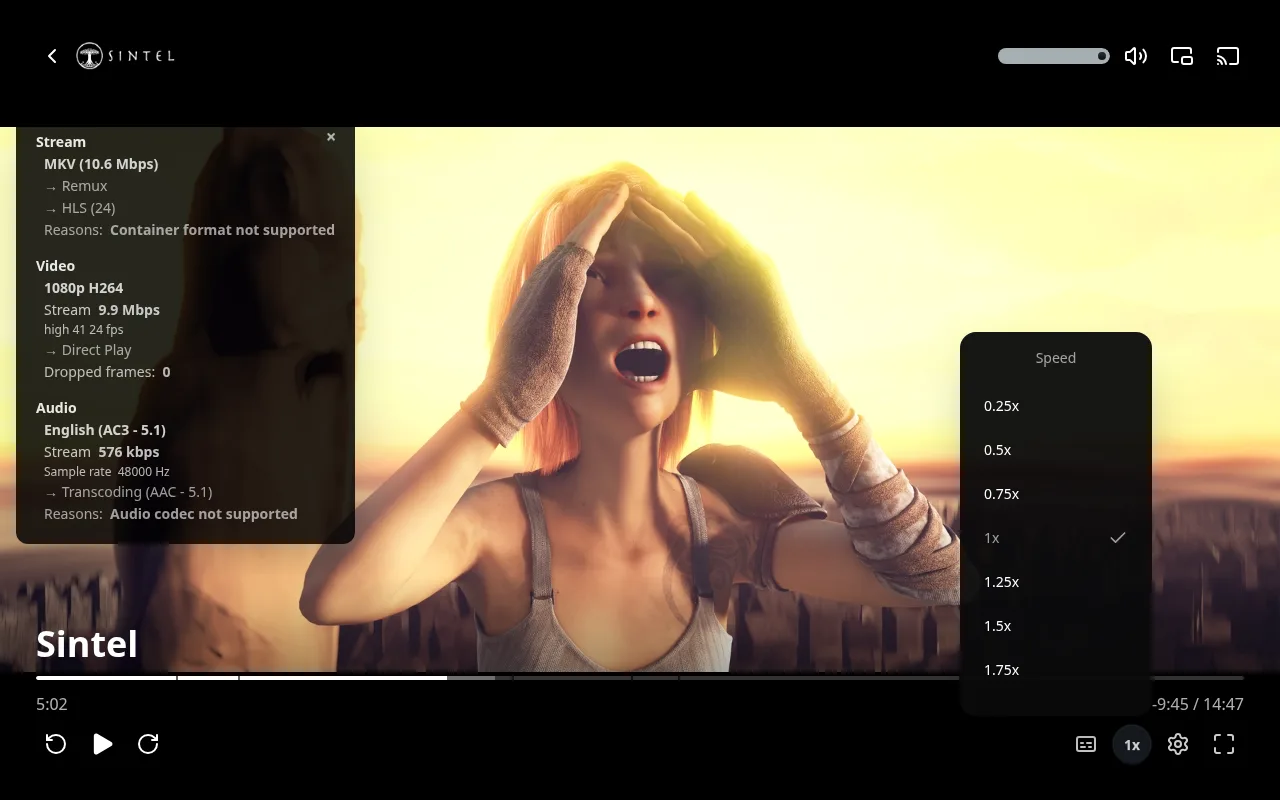 SINTEL
Stream
MKV (10.6 Mbps)
→ Remux
→ HLS (24)
Reasons: Container format not supported
Video
1080p H264
Stream 9.9 Mbps
high 41 24 fps
→ Direct Play
Dropped frames: 0
Audio
English (AC3 - 5.1)
Stream 576 kbps
Sample rate 48000 Hz
→ Transcoding (AAC - 5.1)
Reasons: Audio codec not supported
Speed
0.25x
0.5x
0.75x
1x
1.25x
1.5x
1.75x
Sintel
5:02
-9:45 / 14:47
1x